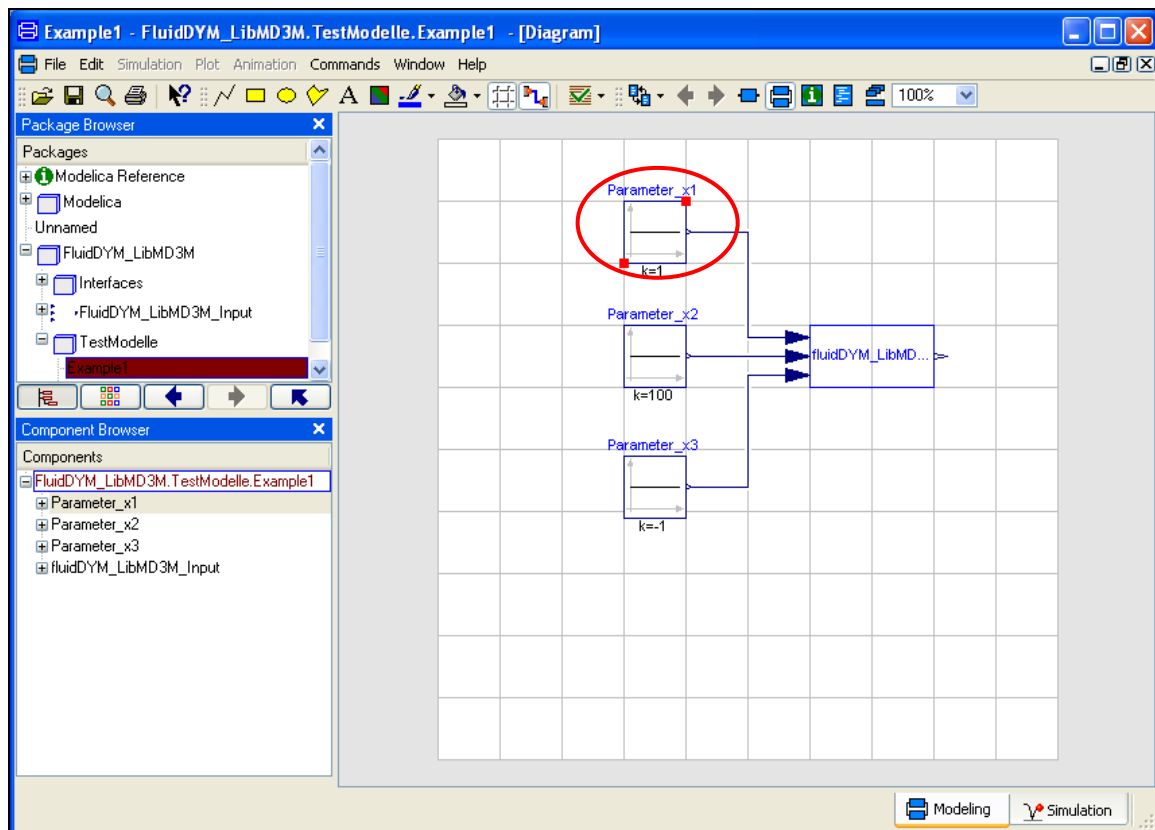 Example1 - FluidDYM_LibMD3M.TestModelle.Example1 - [Diagram]
File Edit Simulation Plot Animation Commands Window Help
100%
Package Browser
Packages
Modelica Reference
Modelica
Unnamed
FluidDYM_LibMD3M
Interfaces
FluidDYM_LibMD3M_Input
TestModelle
Example1
Component Browser
Components
FluidDYM_LibMD3M.TestModelle.Example1
Parameter_x1
Parameter_x2
Parameter_x3
fluidDYM_LibMD3M_Input
Parameter_x1
k=1
Parameter_x2
k=100
fluidDYM_LibMD...
Parameter_x3
k=-1
Modeling
Simulation